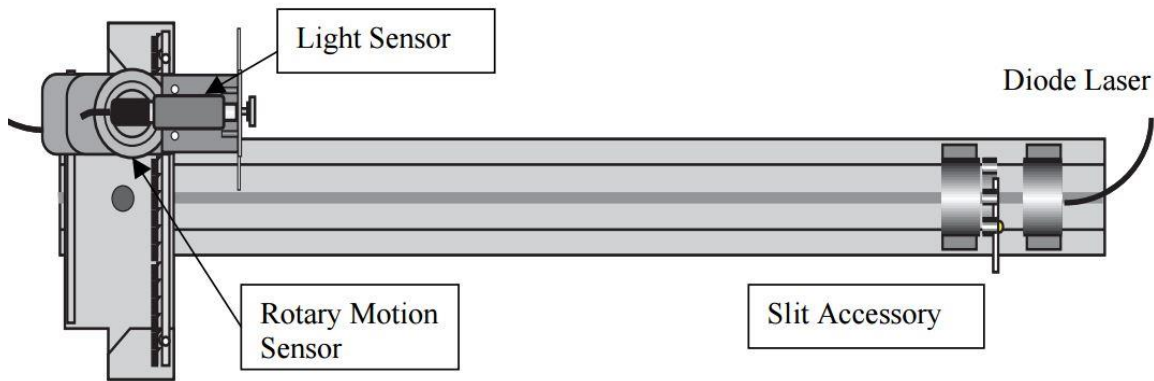 Light Sensor
Diode Laser
Rotary Motion
Sensor
Slit Accessory